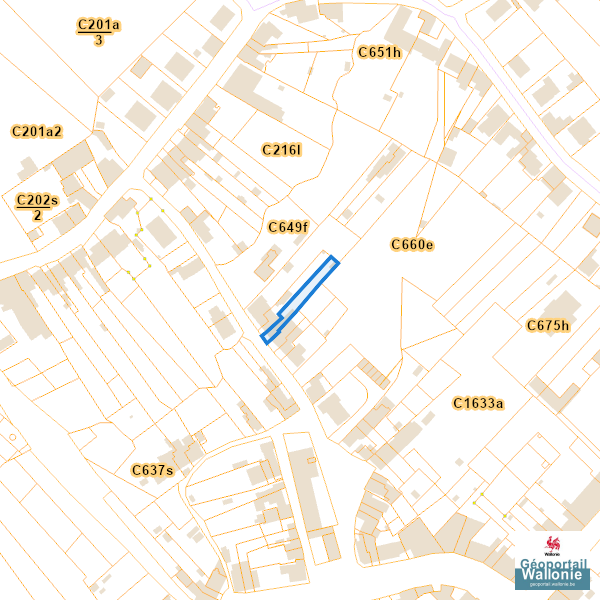 C201a
3
C651h
C201a2
C216l
C202s
2
C649f
C660e
C675h
C1633a
C637s
Wallonie
Géoportail
Wallonie
geoportail.wallonie.be